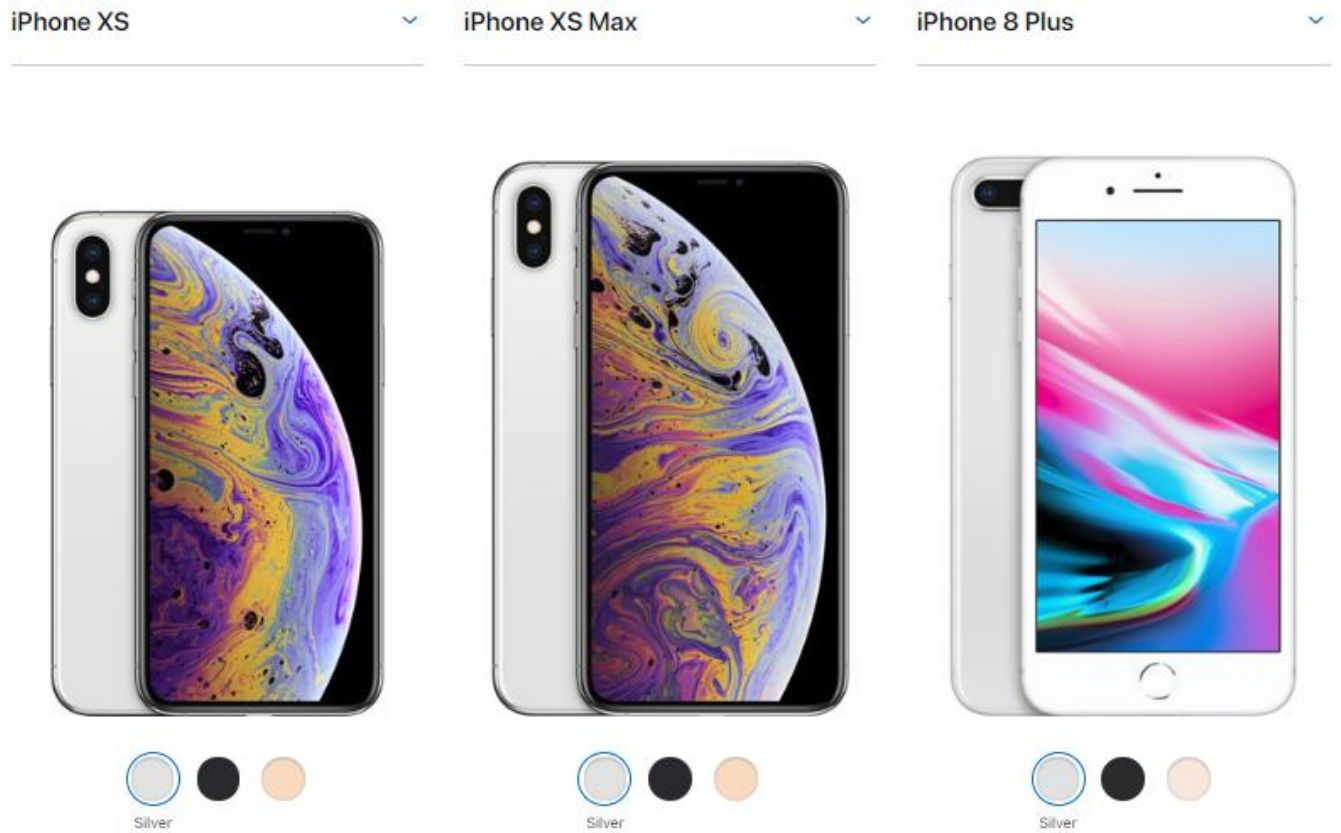 iPhone XS
iPhone XS Max
iPhone 8 Plus
Silver
Silver
Silver